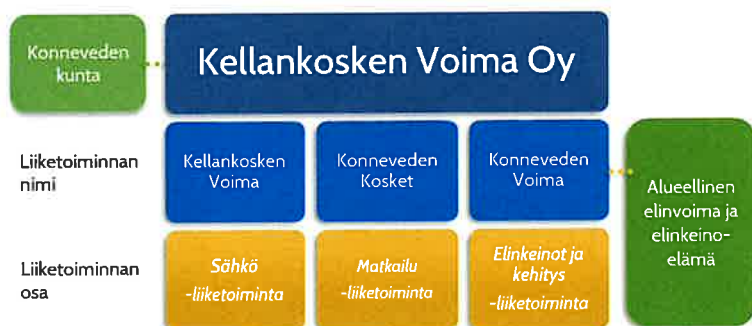 Konneveden
kunta
Kellankosken Voima Oy
Liiketoiminnan
nimi
Kellankosken
Voima
Konneveden
Kosket
Konneveden
Voima
Alueellinen
elinvoima ja
elinkeino-
elämä
Liiketoiminnan
osa
Sähkö
-liiketoiminta
Matkailu
-liiketoiminta
Elinkeinot ja
kehitys
-liiketoiminta